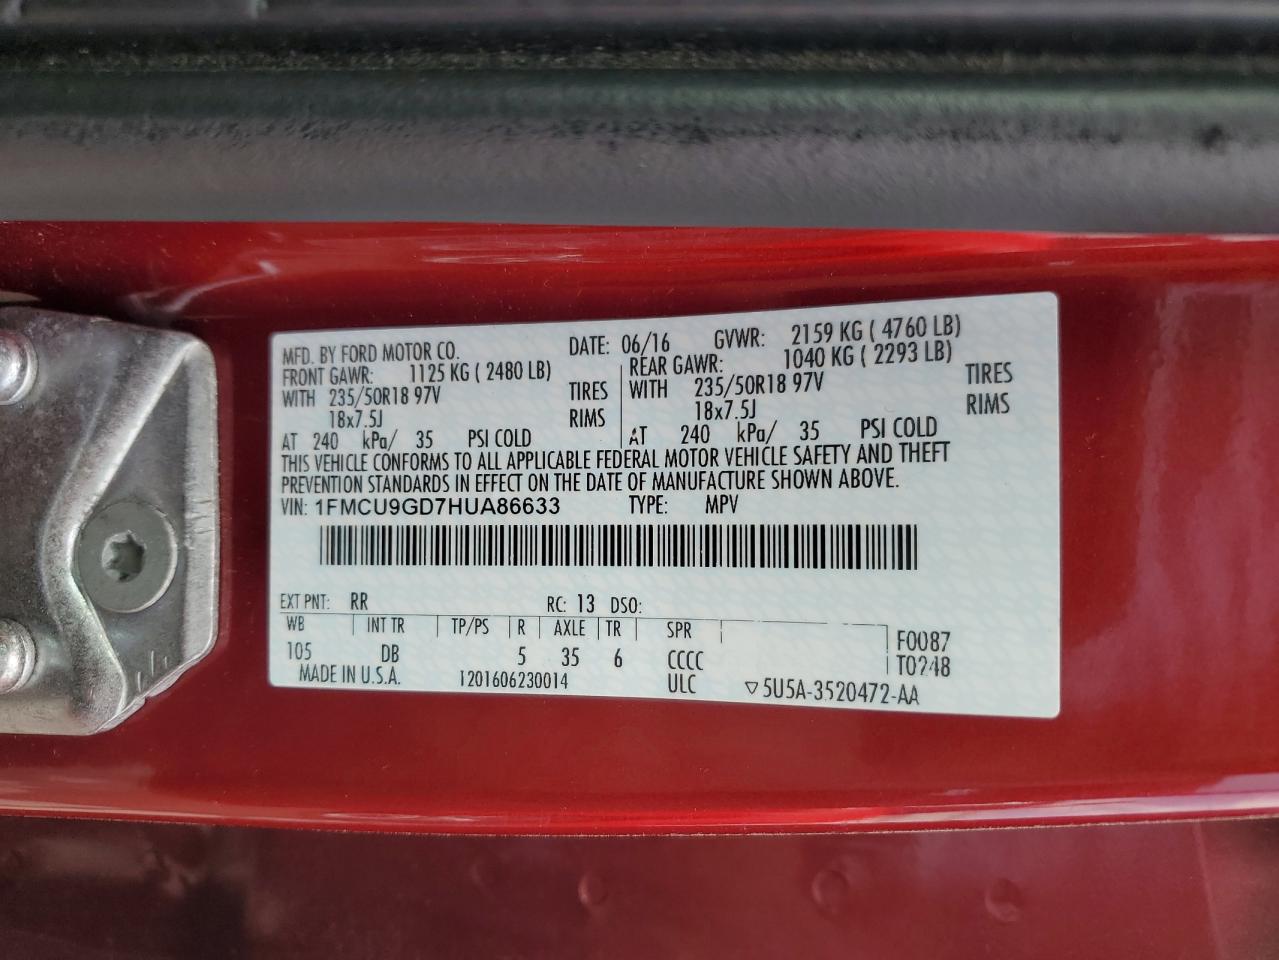 MFD. BY FORD MOTOR CO. DATE: 06/16 GVWR: 2159 KG ( 4760 LB)
FRONT GAWR: 1125 KG ( 2480 LB) REAR GAWR: 1040 KG ( 2293 LB)
WITH 235/50R18 97V TIRES WITH 235/50R18 97V TIRES
18x7.5J RIMS 18x7.5J RIMS
AT 240 kPa/ 35 PSI COLD AT 240 kPa/ 35 PSI COLD
THIS VEHICLE CONFORMS TO ALL APPLICABLE FEDERAL MOTOR VEHICLE SAFETY AND THEFT
PREVENTION STANDARDS IN EFFECT ON THE DATE OF MANUFACTURE SHOWN ABOVE.
VIN: 1FMCU9GD7HUA86633 TYPE: MPV
EXT PNT: RR RC: 13 DSO:
WB INT TR TP/PS R AXLE TR SPR F0087
105 DB 5 35 6 CCCC T0248
MADE IN U.S.A. 1201606230014 ULC ▽5U5A-3520472-AA